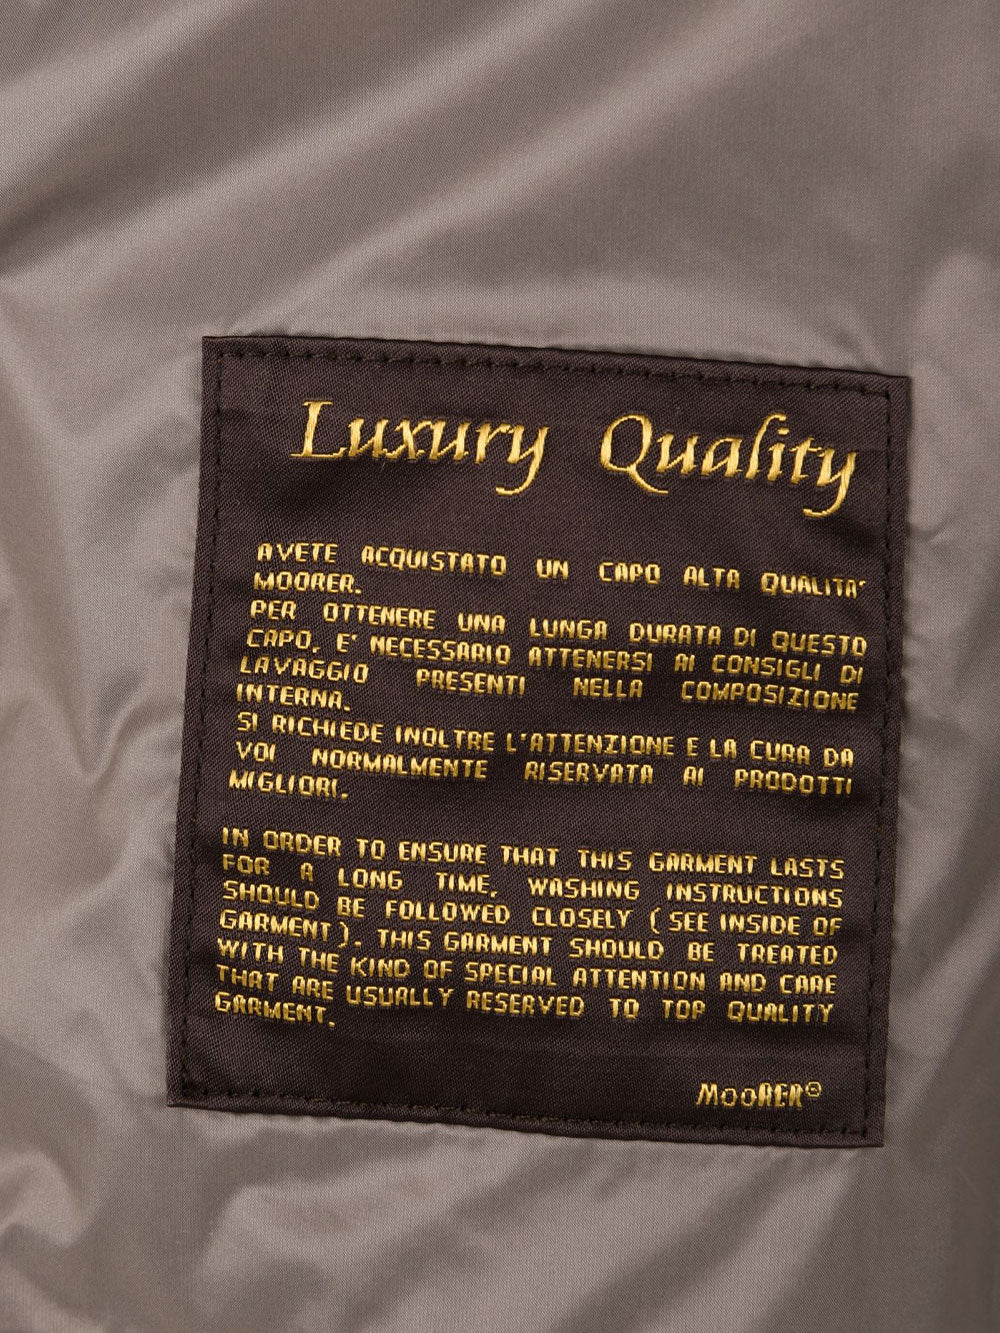 Luxury Quality
AVETE ACQUISTATO UN CAPO ALTA QUALITA'
MOORER.
PER OTTENERE UNA LUNGA DURATA DI QUESTO
CAPO, E' NECESSARIO ATTENERSI AI CONSIGLI DI
LAVAGGIO PRESENTI NELLA COMPOSIZIONE
INTERNA.
SI RICHIEDE INOLTRE L'ATTENZIONE E LA CURA DA
VOI NORMALMENTE RISERVATA AI PRODOTTI
MIGLIORI.
IN ORDER TO ENSURE THAT THIS GARMENT LASTS
FOR A LONG TIME, WASHING INSTRUCTIONS
SHOULD BE FOLLOWED CLOSELY ( SEE INSIDE OF
GARMENT ). THIS GARMENT SHOULD BE TREATED
WITH THE KIND OF SPECIAL ATTENTION AND CARE
THAT ARE USUALLY RESERVED TO TOP QUALITY
GARMENT.
MOORER®